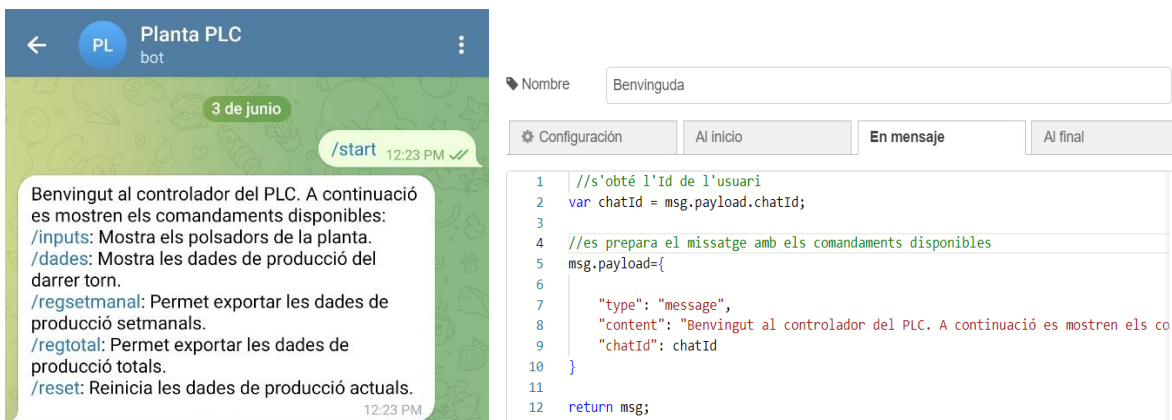 Planta PLC
PL
bot
3 de junio
/start 12:23 PM
Benvingut al controlador del PLC. A continuació
es mostren els comandaments disponibles:
/inputs: Mostra els polsadors de la planta.
/dades: Mostra les dades de producció del
darrer torn.
/regsetmanal: Permet exportar les dades de
producció setmanals.
/regtotal: Permet exportar les dades de
producció totals.
/reset: Reinicia les dades de producció actuals.
12:23 PM
Nombre Benvinguda
Configuración Al inicio En mensaje Al final
1 //s'obté l'Id de l'usuari
2 var chatId = msg.payload.chatId;
3
4 //es prepara el missatge amb els comandaments disponibles
5 msg.payload={
6
7 "type": "message",
8 "content": "Benvingut al controlador del PLC. A continuació es mostren els co
9 "chatId": chatId
10 }
11
12 return msg;